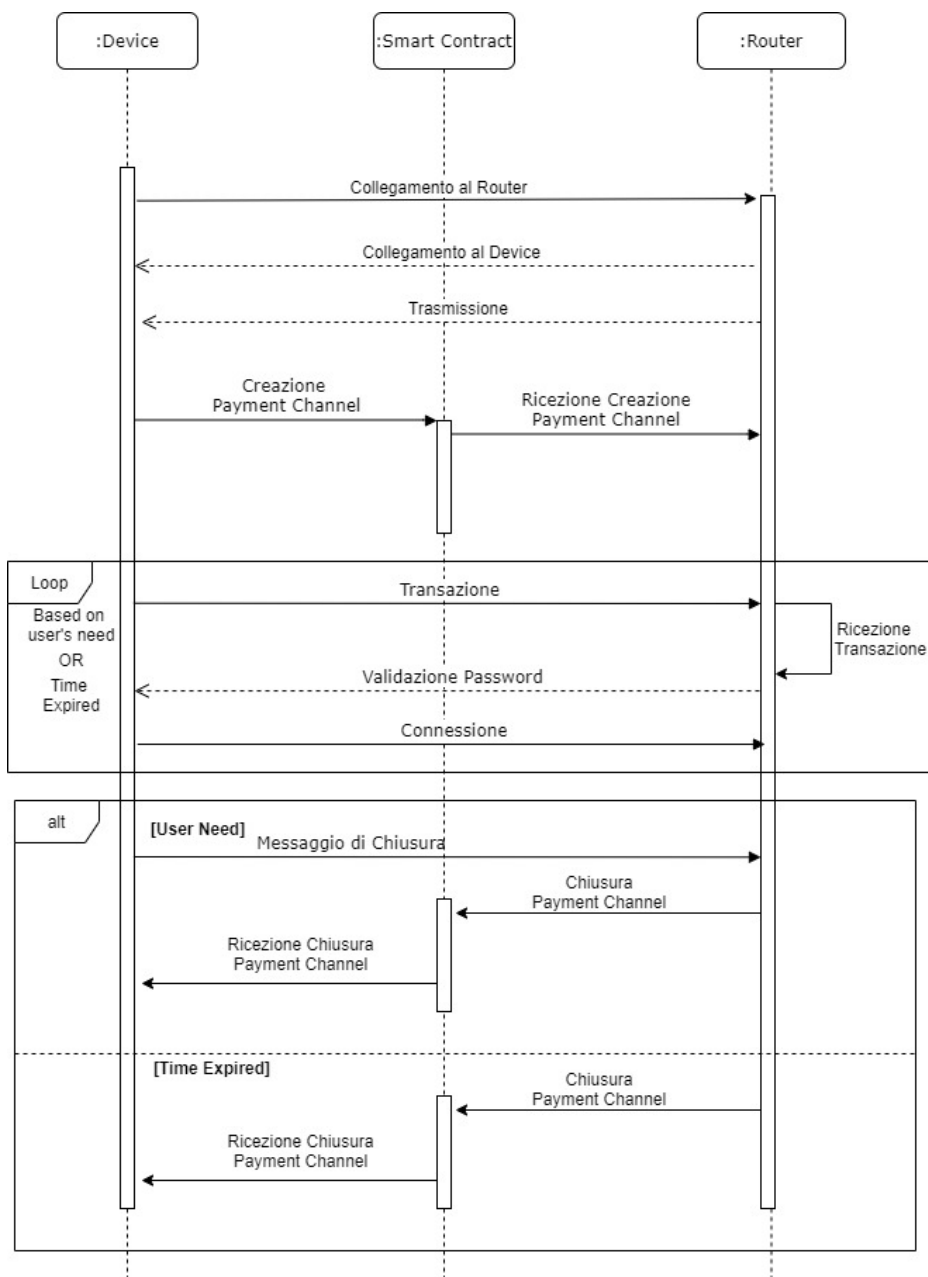 :Device
:Smart Contract
:Router
Collegamento al Router
Collegamento al Device
Trasmissione
Creazione
Payment Channel
Ricezione Creazione
Payment Channel
Loop
Based on
user's need
OR
Time
Expired
Transazione
Ricezione
Transazione
Validazione Password
Connessione
alt
[User Need]
Messaggio di Chiusura
Chiusura
Payment Channel
Ricezione Chiusura
Payment Channel
[Time Expired]
Chiusura
Payment Channel
Ricezione Chiusura
Payment Channel